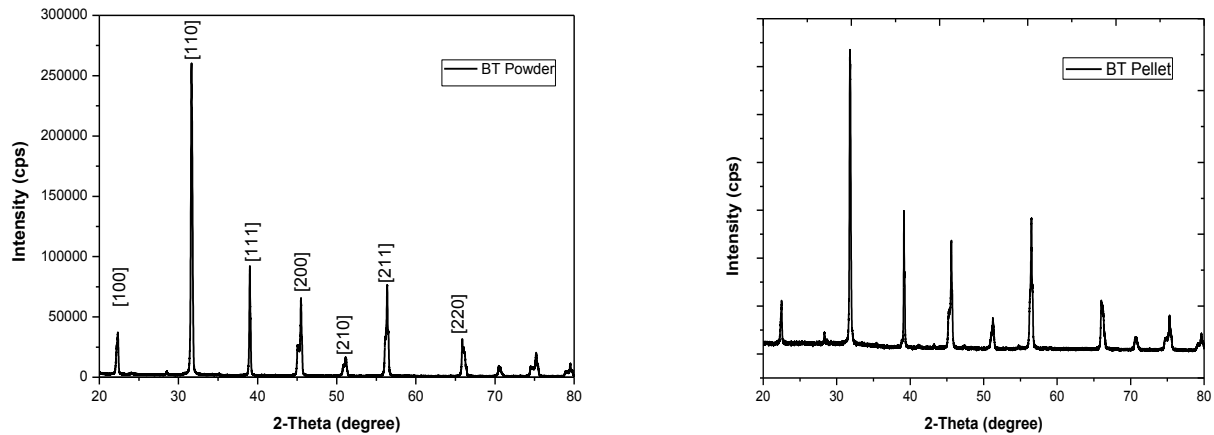 300000
250000
200000
150000
100000
50000
0
Intensity (cps)
[100]
[110]
[111]
[200]
[210]
[211]
[220]
BT Powder
20 30 40 50 60 70 80
2-Theta (degree)
Intensity (cps)
BT Pellet
20 30 40 50 60 70 80
2-Theta (degree)